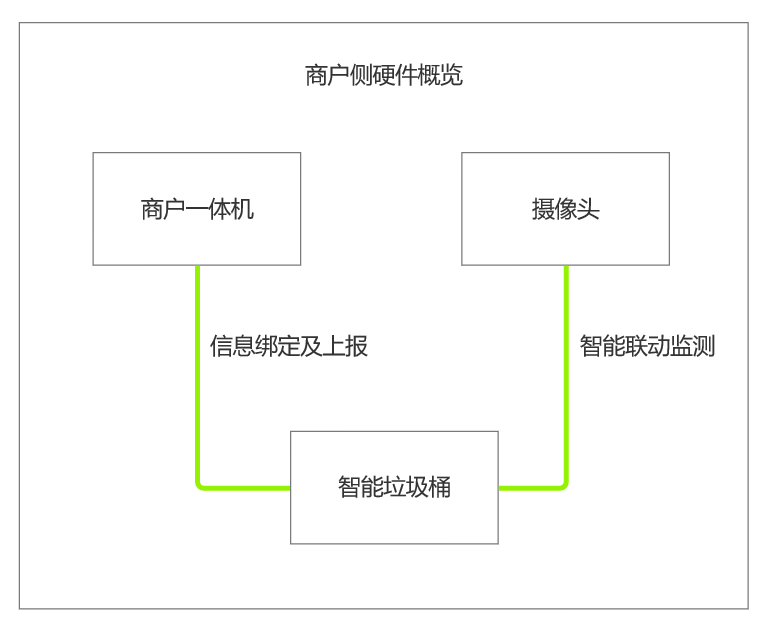 商户侧硬件概览
商户一体机
摄像头
信息绑定及上报
智能联动监测
智能垃圾桶